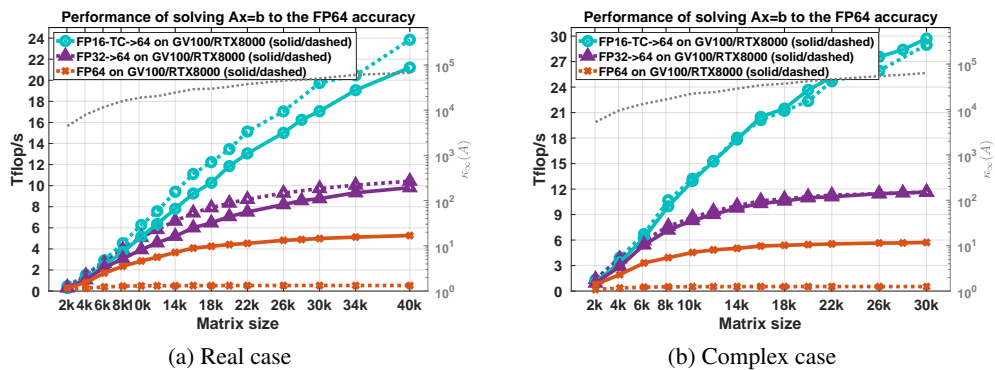 Performance of solving Ax=b to the FP64 accuracy
FP16-TC->64 on GV100/RTX8000 (solid/dashed)
FP32->64 on GV100/RTX8000 (solid/dashed)
FP64 on GV100/RTX8000 (solid/dashed)
24
22
20
18
16
14
12
10
8
6
4
2
0
Tflop/s
10^5
10^4
10^3
10^2
10^1
10^0
κ∞(A)
2k 4k 6k 8k 10k 14k 18k 22k 26k 30k 34k 40k
Matrix size
(a) Real case
Performance of solving Ax=b to the FP64 accuracy
FP16-TC->64 on GV100/RTX8000 (solid/dashed)
FP32->64 on GV100/RTX8000 (solid/dashed)
FP64 on GV100/RTX8000 (solid/dashed)
30
27
24
21
18
15
12
9
6
3
0
Tflop/s
10^5
10^4
10^3
10^2
10^1
10^0
κ∞(A)
2k 4k 6k 8k 10k 14k 18k 22k 26k 30k
Matrix size
(b) Complex case